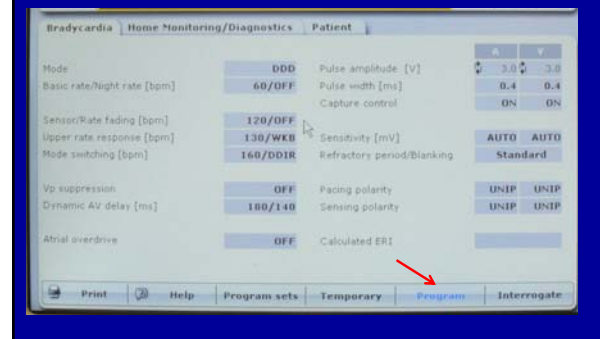 Bradycardia Home Monitoring/Diagnostics Patient
A V
Mode DDD Pulse amplitude [V] 3.0 3.0
Basic rate/Night rate [bpm] 60/OFF Pulse width [ms] 0.4 0.4
Capture control ON ON
Sensor/Rate fading [bpm] 120/OFF
Upper rate response [bpm] 130/WKB Sensitivity [mV] AUTO AUTO
Mode switching [bpm] 160/DDIR Refractory period/Blanking Standard
Vp suppression OFF Pacing polarity UNIP UNIP
Dynamic AV delay [ms] 180/140 Sensing polarity UNIP UNIP
Atrial overdrive OFF Calculated ERI
Print Help Program sets Temporary Program Interrogate